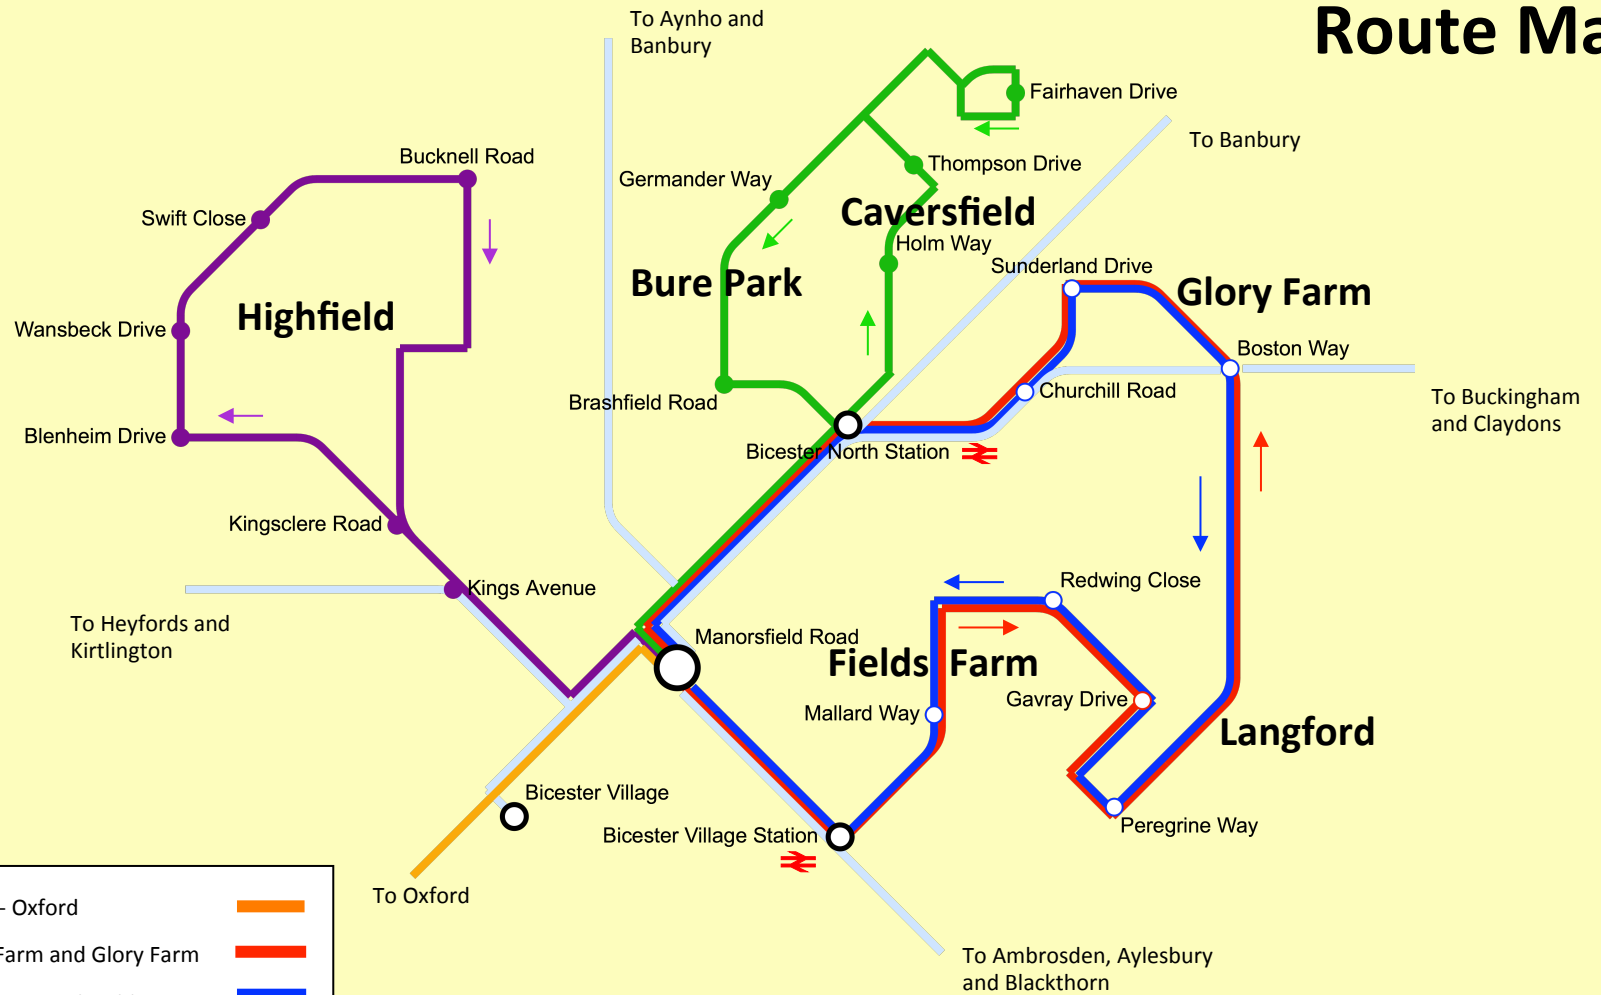 Route Ma
To Aynho and
Banbury
Fairhaven Drive
To Banbury
Bucknell Road
Thompson Drive
Germander Way
Swift Close
Caversfield
Holm Way
Sunderland Drive
Bure Park
Glory Farm
Highfield
Wansbeck Drive
Boston Way
Churchill Road
Brashfield Road
To Buckingham
and Claydons
Blenheim Drive
Bicester North Station
Kingsclere Road
Redwing Close
Kings Avenue
To Heyfords and
Kirtlington
Manorsfield Road
Fields Farm
Gavray Drive
Mallard Way
Langford
Bicester Village
Peregrine Way
Bicester Village Station
To Oxford
- Oxford
Farm and Glory Farm
To Ambrosden, Aylesbury
and Blackthorn